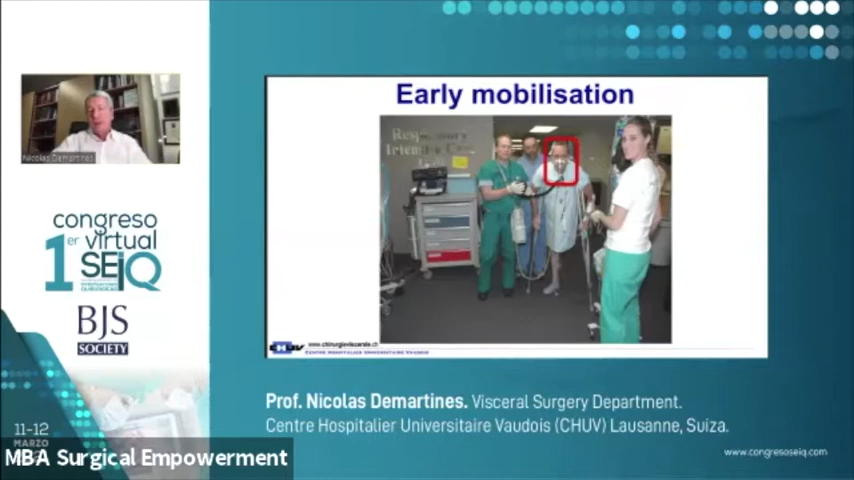 Early mobilisation
Respiratory
Intensive Care
Nicolas Demartines
congreso
1er virtual
SEIQ
BJS
SOCIETY
CHUV www.chirurgieviscerale.ch
CENTRE HOSPITALIER UNIVERSITAIRE VAUDOIS
Prof. Nicolas Demartines. Visceral Surgery Department.
Centre Hospitalier Universitaire Vaudois (CHUV) Lausanne, Suiza.
11-12
MARZO
MBA Surgical Empowerment
www.congresoseiq.com